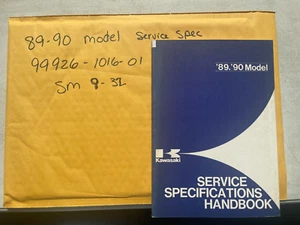 89-90 model Service Spec
99926-1016-01
Sm 9-32
'89.'90 Model
Kawasaki
SERVICE
SPECIFICATIONS
HANDBOOK